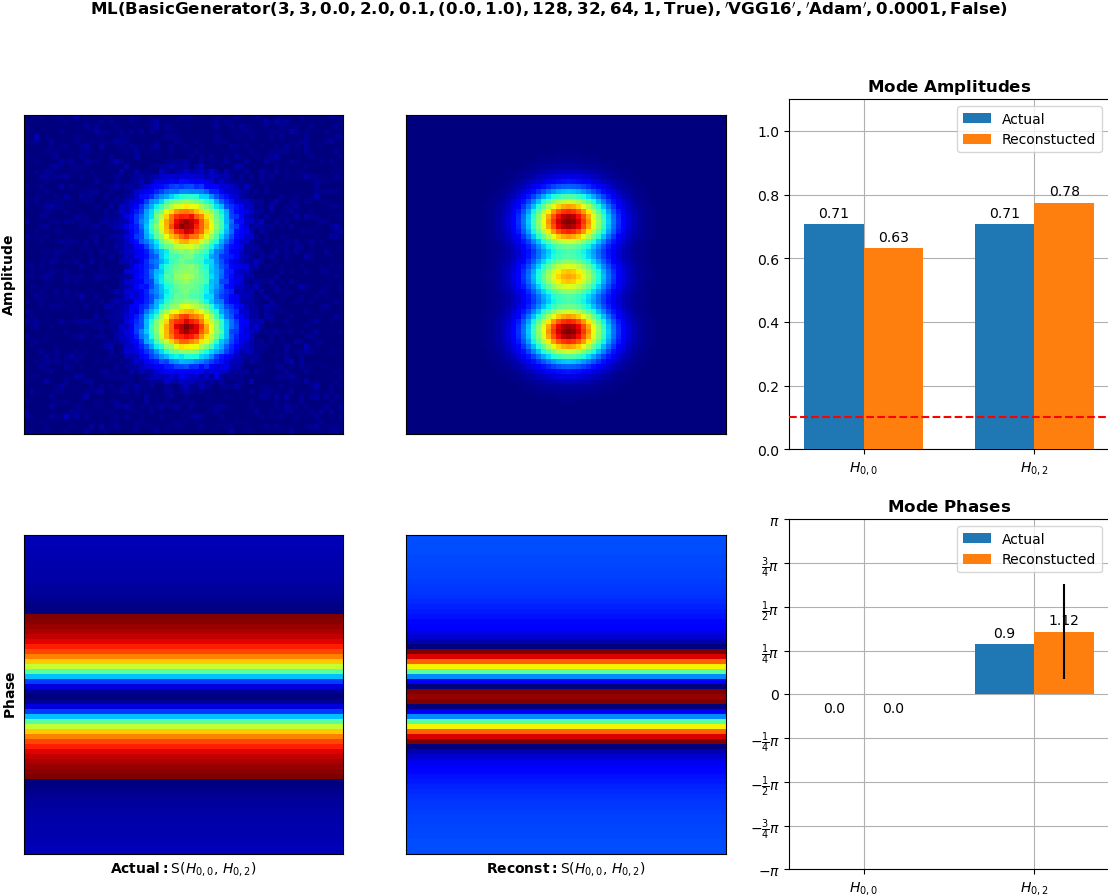 ML(BasicGenerator(3, 3, 0.0, 2.0, 0.1, (0.0, 1.0), 128, 32, 64, 1, True), ′VGG16′, ′Adam′, 0.0001, False)
Amplitude
Mode Amplitudes
Actual
Reconstucted
1.0
0.8
0.6
0.4
0.2
0.0
0.71
0.63
0.71
0.78
H0,0
H0,2
Phase
Actual: S(H0,0, H0,2)
Reconst: S(H0,0, H0,2)
Mode Phases
Actual
Reconstucted
π
3/4π
1/2π
1/4π
0
−1/4π
−1/2π
−3/4π
−π
0.0
0.0
0.9
1.12
H0,0
H0,2